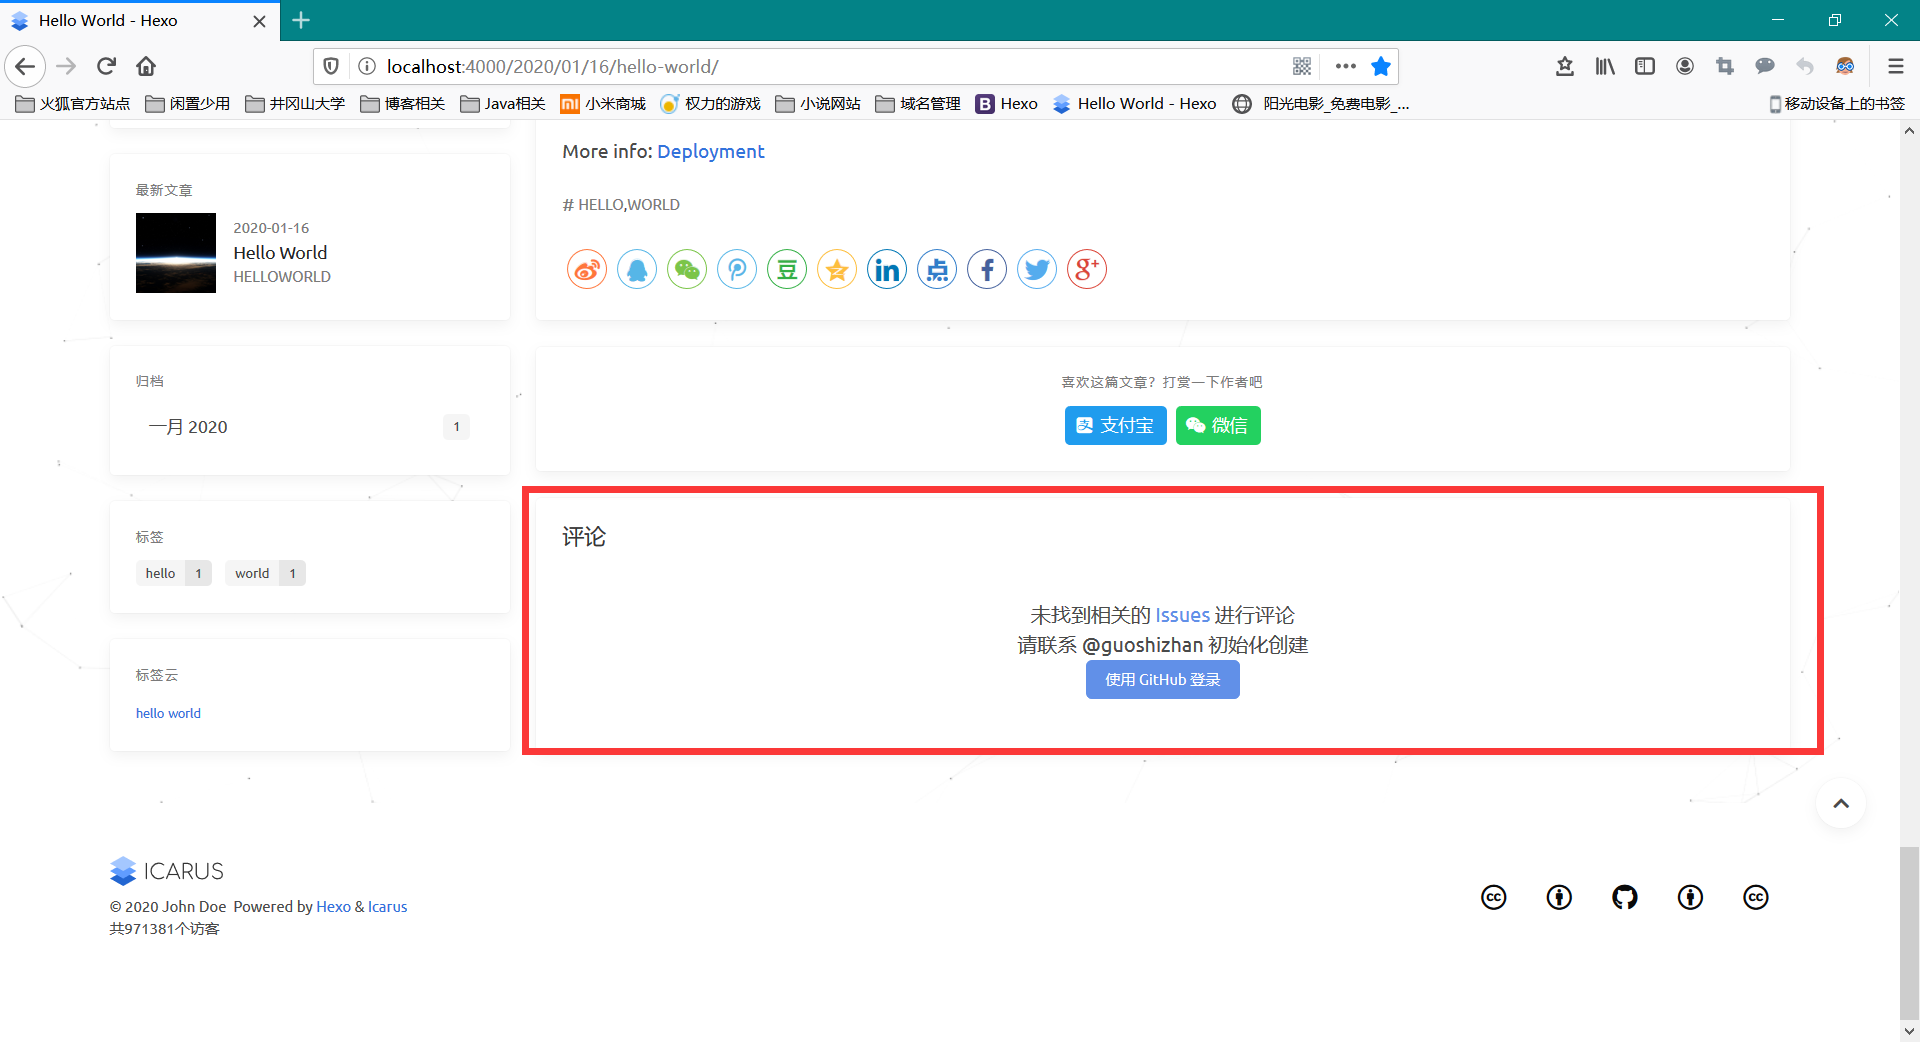 Hello World - Hexo
localhost:4000/2020/01/16/hello-world/
火狐官方站点 闲置少用 井冈山大学 博客相关 Java相关 小米商城 权力的游戏 小说网站 域名管理 Hexo Hello World - Hexo 阳光电影_免费电影_... 移动设备上的书签
最新文章
2020-01-16
Hello World
HELLOWORLD
归档
一月 2020 1
标签
hello 1 world 1
标签云
hello world
More info: Deployment
# HELLO,WORLD
豆 in 点 f g+
喜欢这篇文章？打赏一下作者吧
支 支付宝 微信
评论
未找到相关的 Issues 进行评论
请联系 @guoshizhan 初始化创建
使用 GitHub 登录
ICARUS
© 2020 John Doe Powered by Hexo & Icarus
共971381个访客
cc cc